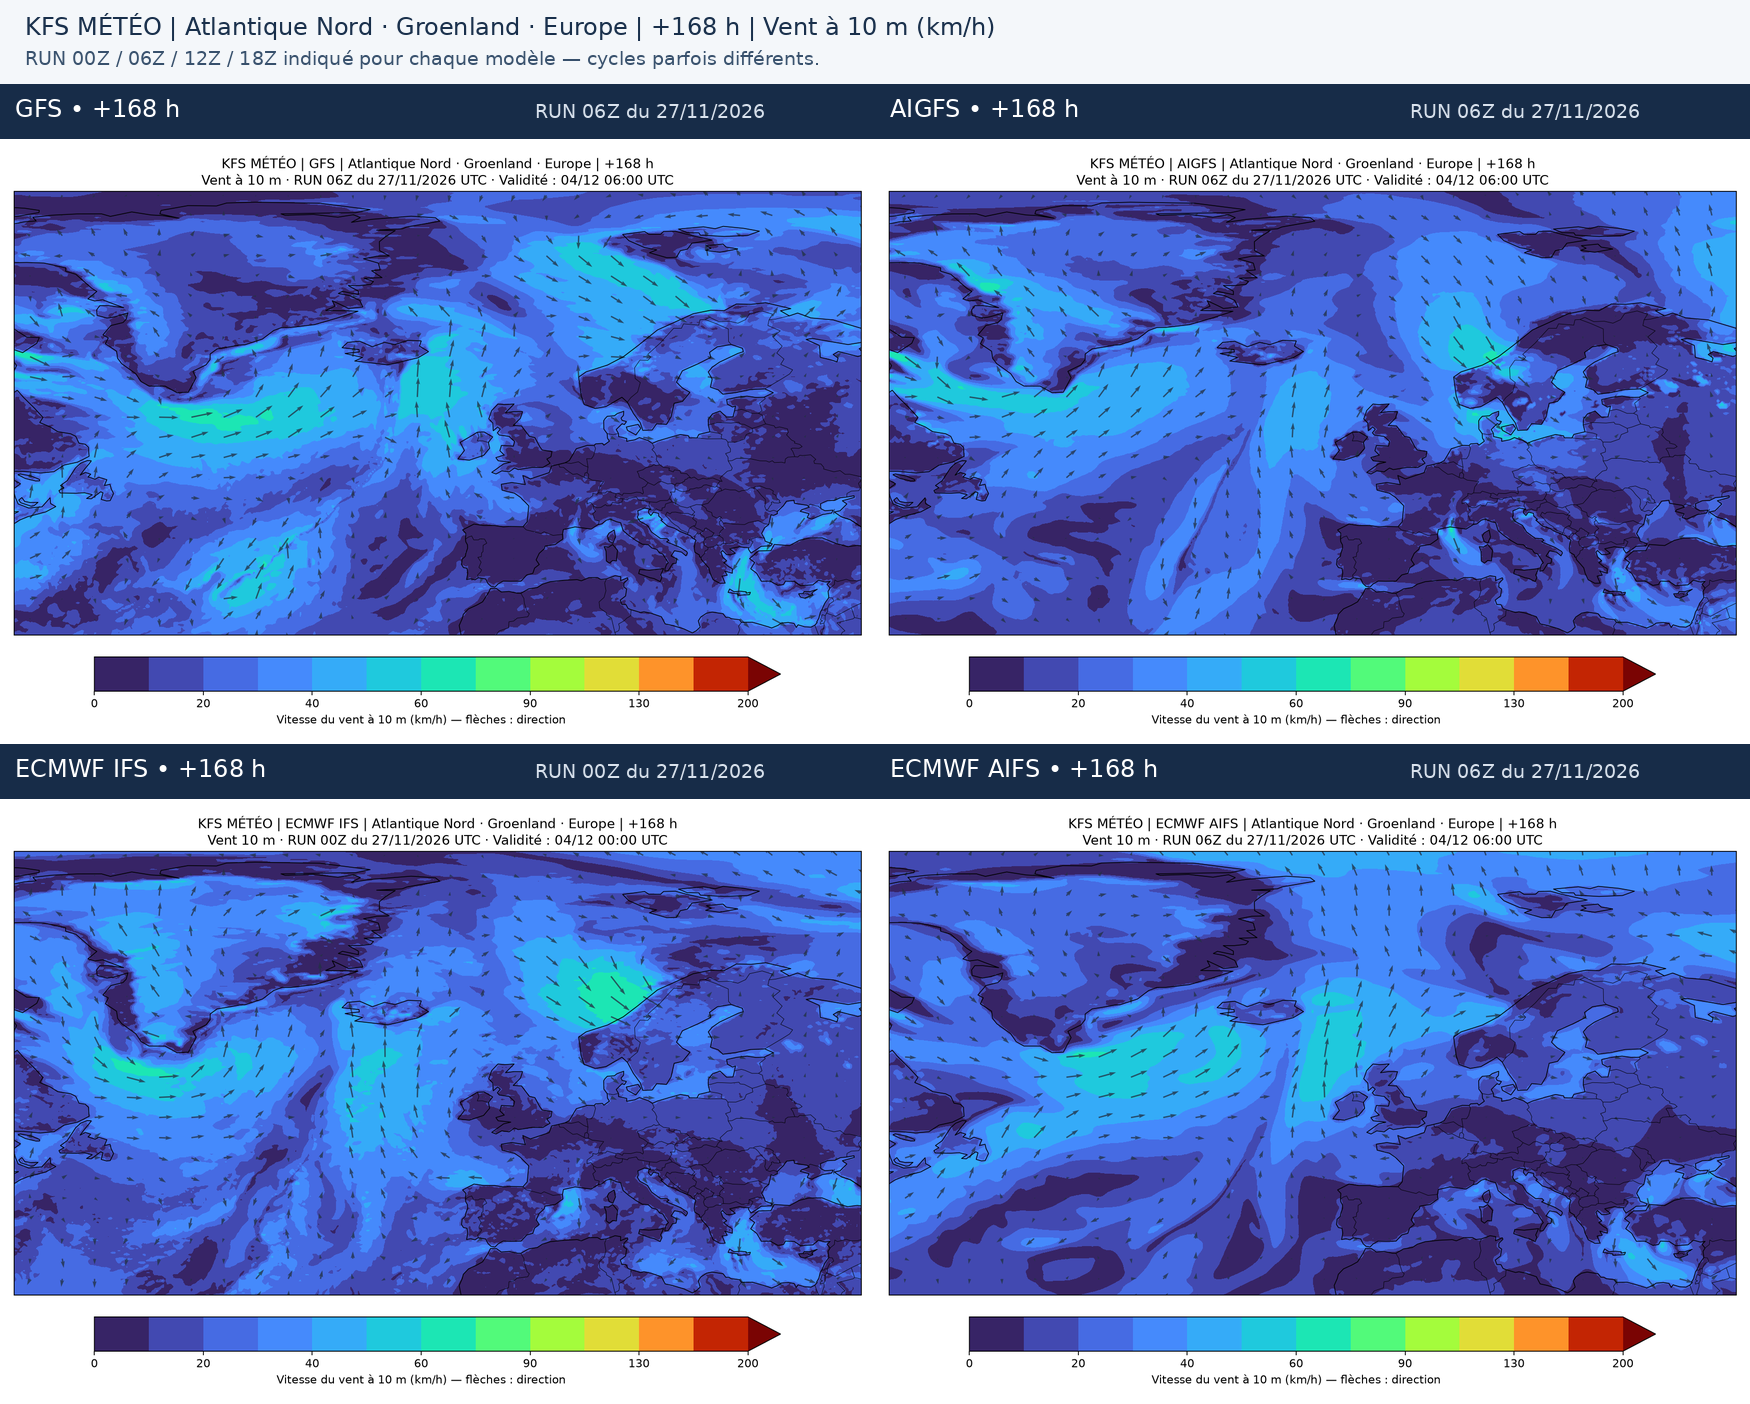 KFS MÉTÉO | Atlantique Nord · Groenland · Europe | +168 h | Vent à 10 m (km/h)
RUN 00Z / 06Z / 12Z / 18Z indiqué pour chaque modèle — cycles parfois différents.
GFS • +168 h RUN 06Z du 27/11/2026
KFS MÉTÉO | GFS | Atlantique Nord · Groenland · Europe | +168 h
Vent à 10 m · RUN 06Z du 27/11/2026 UTC · Validité : 04/12 06:00 UTC
0 20 40 60 90 130 200
Vitesse du vent à 10 m (km/h) — flèches : direction
AIGFS • +168 h RUN 06Z du 27/11/2026
KFS MÉTÉO | AIGFS | Atlantique Nord · Groenland · Europe | +168 h
Vent à 10 m · RUN 06Z du 27/11/2026 UTC · Validité : 04/12 06:00 UTC
0 20 40 60 90 130 200
Vitesse du vent à 10 m (km/h) — flèches : direction
ECMWF IFS • +168 h RUN 00Z du 27/11/2026
KFS MÉTÉO | ECMWF IFS | Atlantique Nord · Groenland · Europe | +168 h
Vent 10 m · RUN 00Z du 27/11/2026 UTC · Validité : 04/12 00:00 UTC
0 20 40 60 90 130 200
Vitesse du vent à 10 m (km/h) — flèches : direction
ECMWF AIFS • +168 h RUN 06Z du 27/11/2026
KFS MÉTÉO | ECMWF AIFS | Atlantique Nord · Groenland · Europe | +168 h
Vent 10 m · RUN 06Z du 27/11/2026 UTC · Validité : 04/12 06:00 UTC
0 20 40 60 90 130 200
Vitesse du vent à 10 m (km/h) — flèches : direction